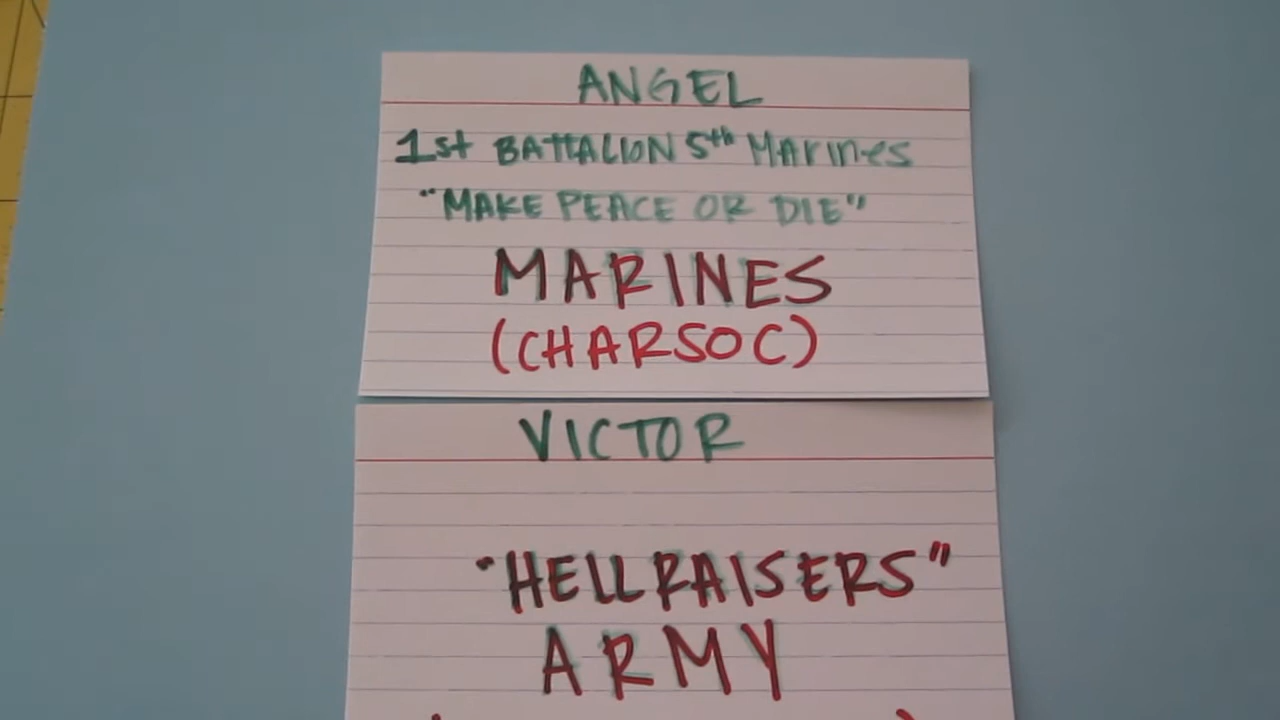 ANGEL
1st BATTALION 5th Marines
"MAKE PEACE OR DIE"
MARINES
(CHARSOC)
VICTOR
"HELLRAISERS"
ARMY